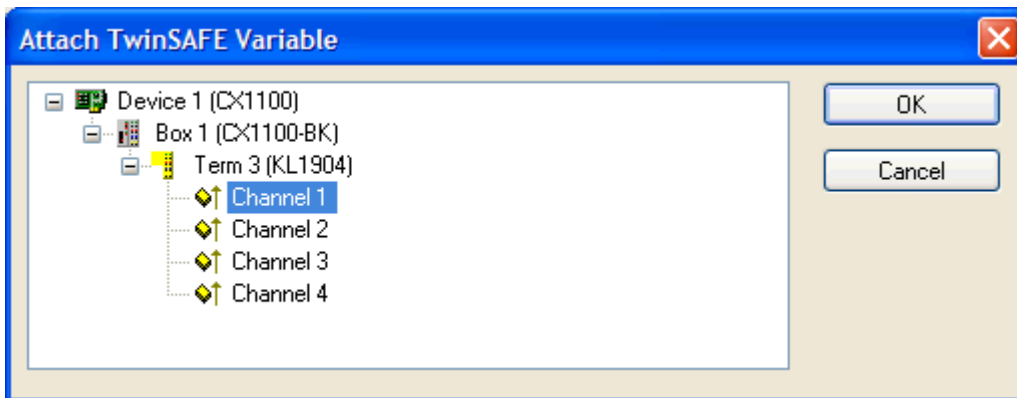 Attach TwinSAFE Variable
Device 1 (CX1100)
OK
Box 1 (CX1100-BK)
Term 3 (KL1904)
Cancel
Channel 1
Channel 2
Channel 3
Channel 4